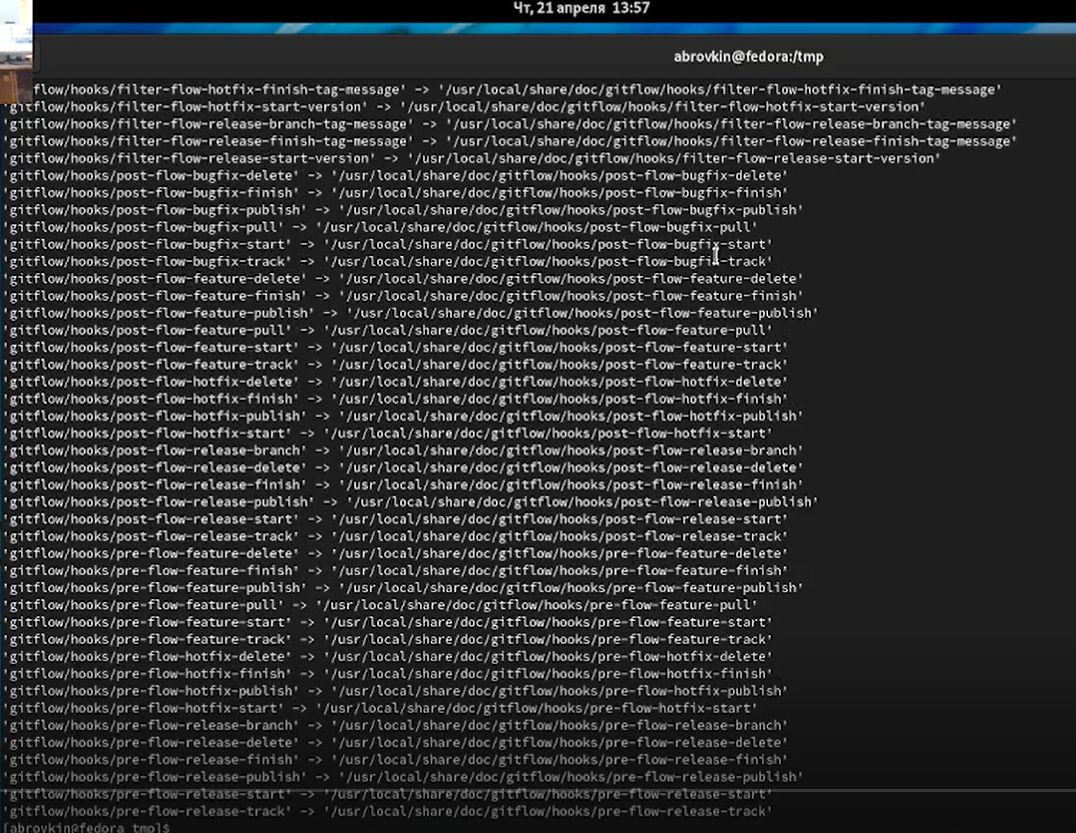 Чт, 21 апреля 13:57
abrovkin@fedora:/tmp
flow/hooks/filter-flow-hotfix-finish-tag-message' -> '/usr/local/share/doc/gitflow/hooks/filter-flow-hotfix-finish-tag-message'
'gitflow/hooks/filter-flow-hotfix-start-version' -> '/usr/local/share/doc/gitflow/hooks/filter-flow-hotfix-start-version'
'gitflow/hooks/filter-flow-release-branch-tag-message' -> '/usr/local/share/doc/gitflow/hooks/filter-flow-release-branch-tag-message'
'gitflow/hooks/filter-flow-release-finish-tag-message' -> '/usr/local/share/doc/gitflow/hooks/filter-flow-release-finish-tag-message'
'gitflow/hooks/filter-flow-release-start-version' -> '/usr/local/share/doc/gitflow/hooks/filter-flow-release-start-version'
'gitflow/hooks/post-flow-bugfix-delete' -> '/usr/local/share/doc/gitflow/hooks/post-flow-bugfix-delete'
'gitflow/hooks/post-flow-bugfix-finish' -> '/usr/local/share/doc/gitflow/hooks/post-flow-bugfix-finish'
'gitflow/hooks/post-flow-bugfix-publish' -> '/usr/local/share/doc/gitflow/hooks/post-flow-bugfix-publish'
'gitflow/hooks/post-flow-bugfix-pull' -> '/usr/local/share/doc/gitflow/hooks/post-flow-bugfix-pull'
'gitflow/hooks/post-flow-bugfix-start' -> '/usr/local/share/doc/gitflow/hooks/post-flow-bugfix-start'
'gitflow/hooks/post-flow-bugfix-track' -> '/usr/local/share/doc/gitflow/hooks/post-flow-bugfix-track'
'gitflow/hooks/post-flow-feature-delete' -> '/usr/local/share/doc/gitflow/hooks/post-flow-feature-delete'
'gitflow/hooks/post-flow-feature-finish' -> '/usr/local/share/doc/gitflow/hooks/post-flow-feature-finish'
'gitflow/hooks/post-flow-feature-publish' -> '/usr/local/share/doc/gitflow/hooks/post-flow-feature-publish'
'gitflow/hooks/post-flow-feature-pull' -> '/usr/local/share/doc/gitflow/hooks/post-flow-feature-pull'
'gitflow/hooks/post-flow-feature-start' -> '/usr/local/share/doc/gitflow/hooks/post-flow-feature-start'
'gitflow/hooks/post-flow-feature-track' -> '/usr/local/share/doc/gitflow/hooks/post-flow-feature-track'
'gitflow/hooks/post-flow-hotfix-delete' -> '/usr/local/share/doc/gitflow/hooks/post-flow-hotfix-delete'
'gitflow/hooks/post-flow-hotfix-finish' -> '/usr/local/share/doc/gitflow/hooks/post-flow-hotfix-finish'
'gitflow/hooks/post-flow-hotfix-publish' -> '/usr/local/share/doc/gitflow/hooks/post-flow-hotfix-publish'
'gitflow/hooks/post-flow-hotfix-start' -> '/usr/local/share/doc/gitflow/hooks/post-flow-hotfix-start'
'gitflow/hooks/post-flow-release-branch' -> '/usr/local/share/doc/gitflow/hooks/post-flow-release-branch'
'gitflow/hooks/post-flow-release-delete' -> '/usr/local/share/doc/gitflow/hooks/post-flow-release-delete'
'gitflow/hooks/post-flow-release-finish' -> '/usr/local/share/doc/gitflow/hooks/post-flow-release-finish'
'gitflow/hooks/post-flow-release-publish' -> '/usr/local/share/doc/gitflow/hooks/post-flow-release-publish'
'gitflow/hooks/post-flow-release-start' -> '/usr/local/share/doc/gitflow/hooks/post-flow-release-start'
'gitflow/hooks/post-flow-release-track' -> '/usr/local/share/doc/gitflow/hooks/post-flow-release-track'
'gitflow/hooks/pre-flow-feature-delete' -> '/usr/local/share/doc/gitflow/hooks/pre-flow-feature-delete'
'gitflow/hooks/pre-flow-feature-finish' -> '/usr/local/share/doc/gitflow/hooks/pre-flow-feature-finish'
'gitflow/hooks/pre-flow-feature-publish' -> '/usr/local/share/doc/gitflow/hooks/pre-flow-feature-publish'
'gitflow/hooks/pre-flow-feature-pull' -> '/usr/local/share/doc/gitflow/hooks/pre-flow-feature-pull'
'gitflow/hooks/pre-flow-feature-start' -> '/usr/local/share/doc/gitflow/hooks/pre-flow-feature-start'
'gitflow/hooks/pre-flow-feature-track' -> '/usr/local/share/doc/gitflow/hooks/pre-flow-feature-track'
'gitflow/hooks/pre-flow-hotfix-delete' -> '/usr/local/share/doc/gitflow/hooks/pre-flow-hotfix-delete'
'gitflow/hooks/pre-flow-hotfix-finish' -> '/usr/local/share/doc/gitflow/hooks/pre-flow-hotfix-finish'
'gitflow/hooks/pre-flow-hotfix-publish' -> '/usr/local/share/doc/gitflow/hooks/pre-flow-hotfix-publish'
'gitflow/hooks/pre-flow-hotfix-start' -> '/usr/local/share/doc/gitflow/hooks/pre-flow-hotfix-start'
'gitflow/hooks/pre-flow-release-branch' -> '/usr/local/share/doc/gitflow/hooks/pre-flow-release-branch'
'gitflow/hooks/pre-flow-release-delete' -> '/usr/local/share/doc/gitflow/hooks/pre-flow-release-delete'
'gitflow/hooks/pre-flow-release-finish' -> '/usr/local/share/doc/gitflow/hooks/pre-flow-release-finish'
'gitflow/hooks/pre-flow-release-publish' -> '/usr/local/share/doc/gitflow/hooks/pre-flow-release-publish'
'gitflow/hooks/pre-flow-release-start' -> '/usr/local/share/doc/gitflow/hooks/pre-flow-release-start'
'gitflow/hooks/pre-flow-release-track' -> '/usr/local/share/doc/gitflow/hooks/pre-flow-release-track'
[abrovkin@fedora tmp]$